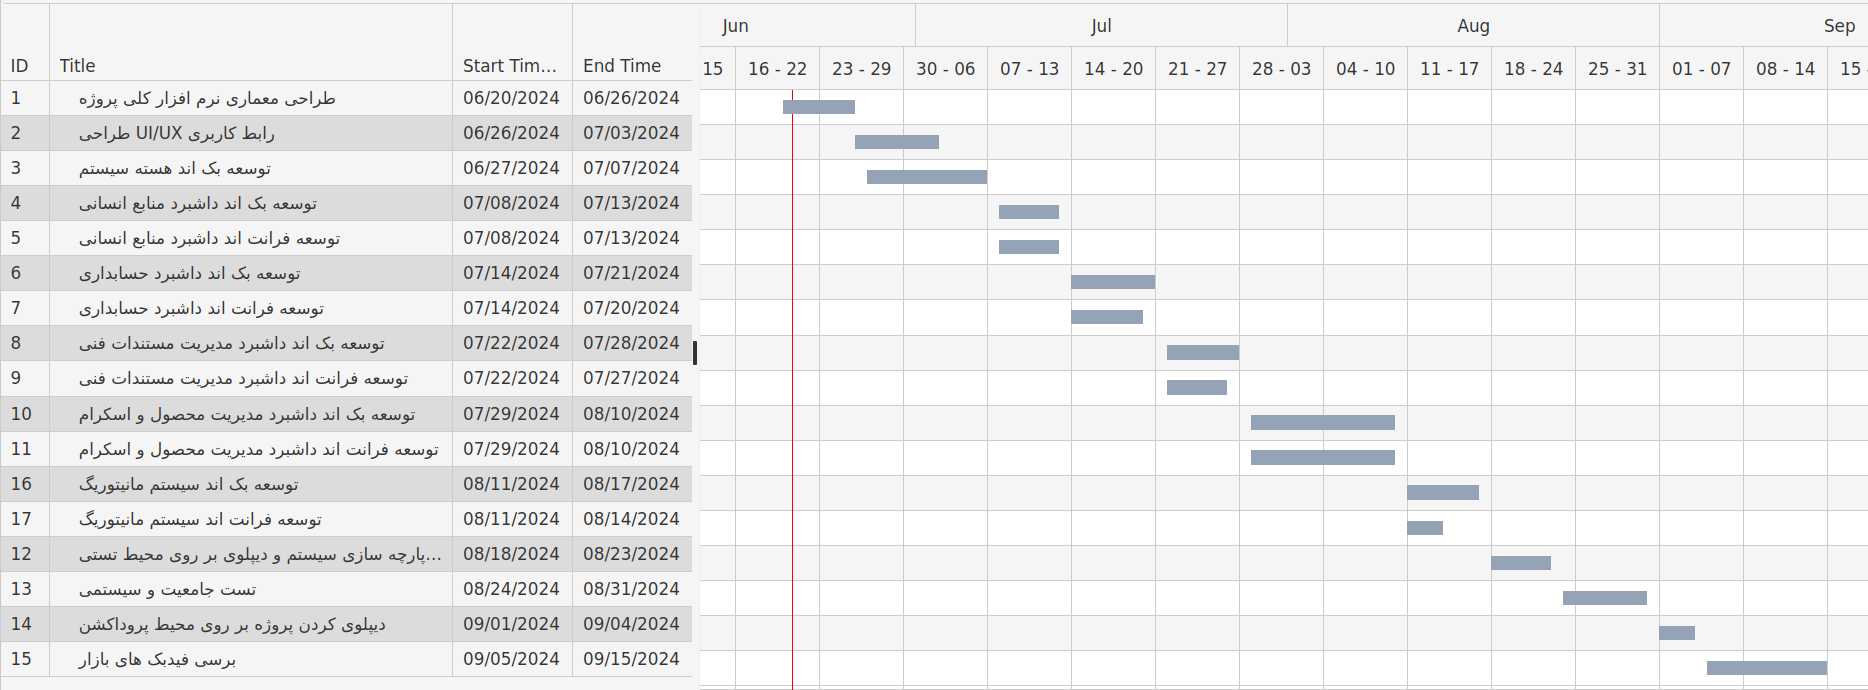 Jun Jul Aug Sep
ID Title Start Tim... End Time 15 16 - 22 23 - 29 30 - 06 07 - 13 14 - 20 21 - 27 28 - 03 04 - 10 11 - 17 18 - 24 25 - 31 01 - 07 08 - 14 15
1 طراحی معماری نرم افزار کلی پروژه 06/20/2024 06/26/2024
2 طراحی UI/UX رابط کاربری 06/26/2024 07/03/2024
3 توسعه بک اند هسته سیستم 06/27/2024 07/07/2024
4 توسعه بک اند داشبرد منابع انسانی 07/08/2024 07/13/2024
5 توسعه فرانت اند داشبرد منابع انسانی 07/08/2024 07/13/2024
6 توسعه بک اند داشبرد حسابداری 07/14/2024 07/21/2024
7 توسعه فرانت اند داشبرد حسابداری 07/14/2024 07/20/2024
8 توسعه بک اند داشبرد مدیریت مستندات فنی 07/22/2024 07/28/2024
9 توسعه فرانت اند داشبرد مدیریت مستندات فنی 07/22/2024 07/27/2024
10 توسعه بک اند داشبرد مدیریت محصول و اسکرام 07/29/2024 08/10/2024
11 توسعه فرانت اند داشبرد مدیریت محصول و اسکرام 07/29/2024 08/10/2024
16 توسعه بک اند سیستم مانیتوریگ 08/11/2024 08/17/2024
17 توسعه فرانت اند سیستم مانیتوریگ 08/11/2024 08/14/2024
12 پارچه سازی سیستم و دیپلوی بر روی محیط تستی... 08/18/2024 08/23/2024
13 تست جامعیت و سیستمی 08/24/2024 08/31/2024
14 دیپلوی کردن پروژه بر روی محیط پروداکشن 09/01/2024 09/04/2024
15 برسی فیدبک های بازار 09/05/2024 09/15/2024